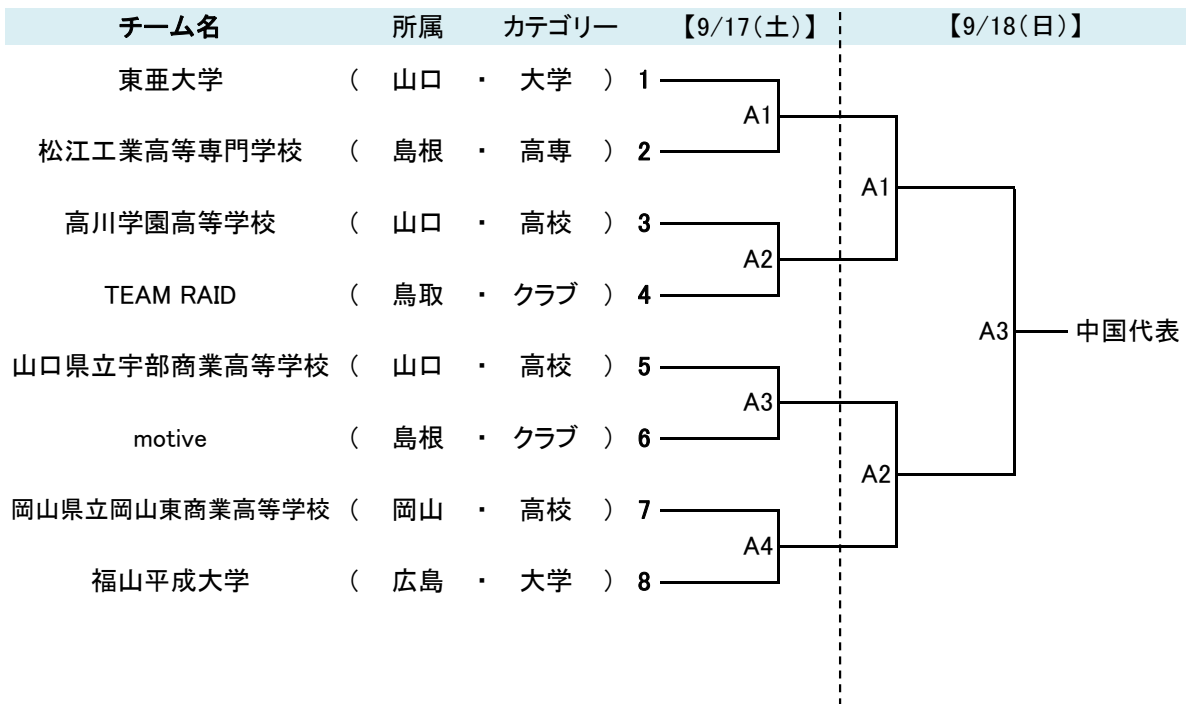 チーム名 所属 カテゴリー 【9/17(土)】 【9/18(日)】
東亜大学 ( 山口 ・ 大学 ) 1
A1
松江工業高等専門学校 ( 島根 ・ 高専 ) 2
A1
高川学園高等学校 ( 山口 ・ 高校 ) 3
A2
TEAM RAID ( 鳥取 ・ クラブ ) 4
A3 中国代表
山口県立宇部商業高等学校 ( 山口 ・ 高校 ) 5
A3
motive ( 島根 ・ クラブ ) 6
A2
岡山県立岡山東商業高等学校 ( 岡山 ・ 高校 ) 7
A4
福山平成大学 ( 広島 ・ 大学 ) 8